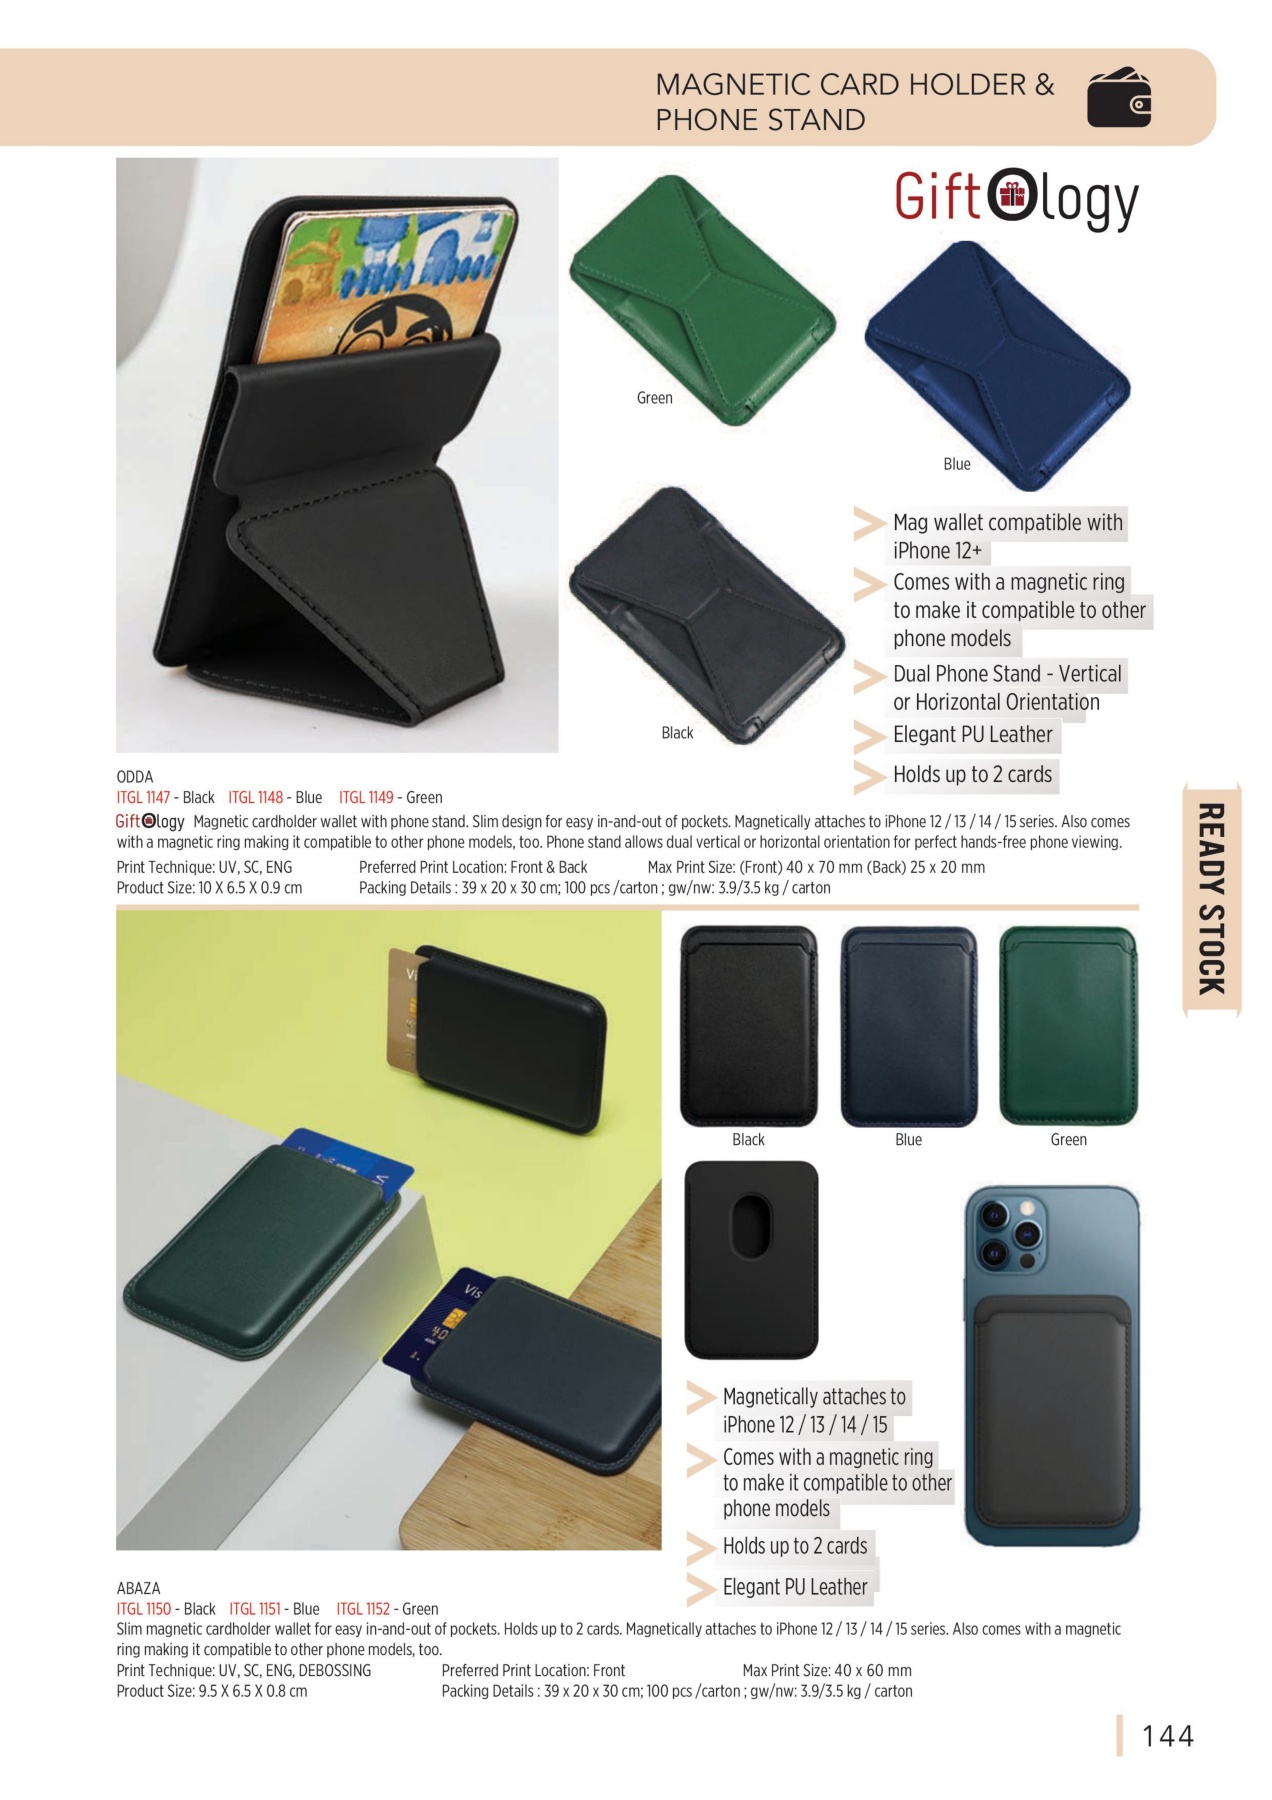 MAGNETIC CARD HOLDER &
PHONE STAND
GiftOlogy
Green
Blue
Black
Mag wallet compatible with
iPhone 12+
Comes with a magnetic ring
to make it compatible to other
phone models
Dual Phone Stand - Vertical
or Horizontal Orientation
Elegant PU Leather
Holds up to 2 cards
ODDA
ITGL 1147 - Black ITGL 1148 - Blue ITGL 1149 - Green
GiftOlogy Magnetic cardholder wallet with phone stand. Slim design for easy in-and-out of pockets. Magnetically attaches to iPhone 12 / 13 / 14 / 15 series. Also comes
with a magnetic ring making it compatible to other phone models, too. Phone stand allows dual vertical or horizontal orientation for perfect hands-free phone viewing.
Print Technique: UV, SC, ENG Preferred Print Location: Front & Back Max Print Size: (Front) 40 x 70 mm (Back) 25 x 20 mm
Product Size: 10 X 6.5 X 0.9 cm Packing Details : 39 x 20 x 30 cm; 100 pcs /carton ; gw/nw: 3.9/3.5 kg / carton
READY STOCK
Black
Blue
Green
Magnetically attaches to
iPhone 12 / 13 / 14 / 15
Comes with a magnetic ring
to make it compatible to other
phone models
Holds up to 2 cards
Elegant PU Leather
ABAZA
ITGL 1150 - Black ITGL 1151 - Blue ITGL 1152 - Green
Slim magnetic cardholder wallet for easy in-and-out of pockets. Holds up to 2 cards. Magnetically attaches to iPhone 12 / 13 / 14 / 15 series. Also comes with a magnetic
ring making it compatible to other phone models, too.
Print Technique: UV, SC, ENG, DEBOSSING Preferred Print Location: Front Max Print Size: 40 x 60 mm
Product Size: 9.5 X 6.5 X 0.8 cm Packing Details : 39 x 20 x 30 cm; 100 pcs /carton ; gw/nw: 3.9/3.5 kg / carton
144